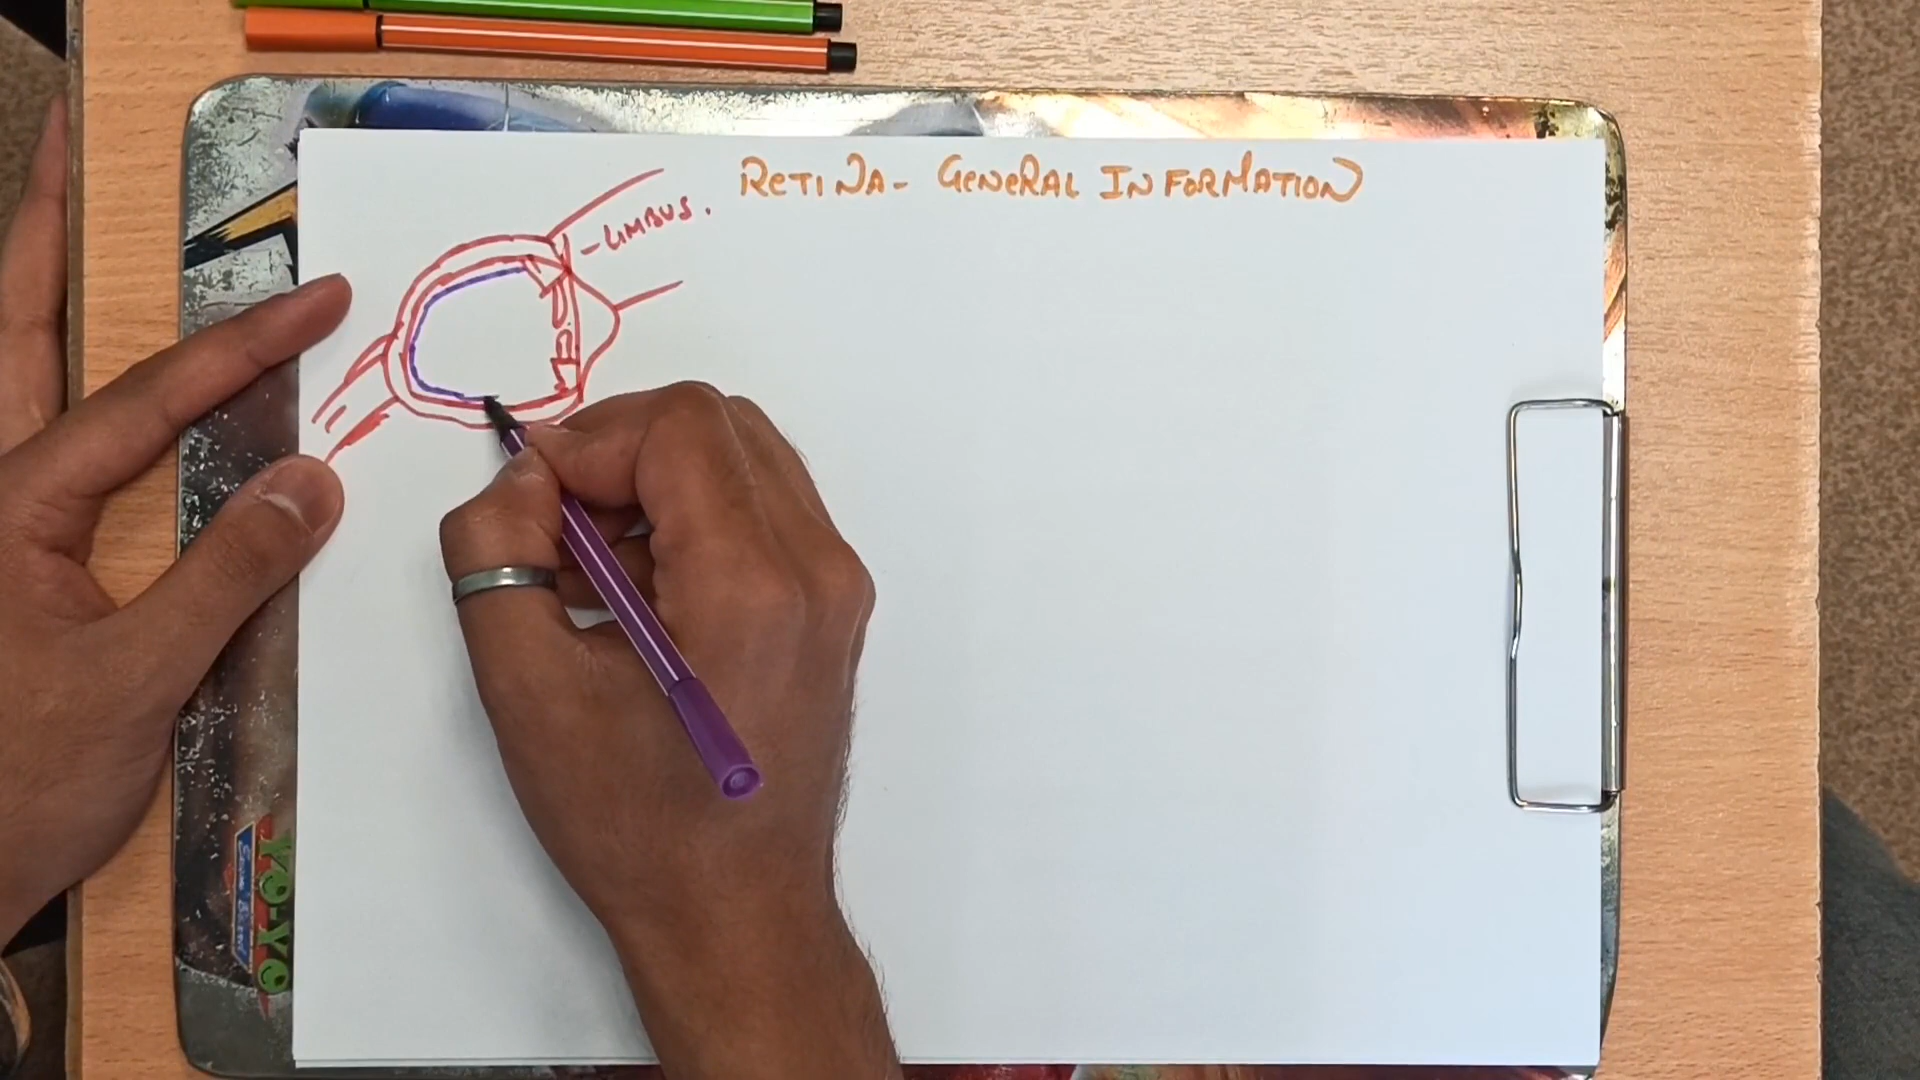 RETINA - GENERAL INFORMATION
- LIMBUS.
YO-YO